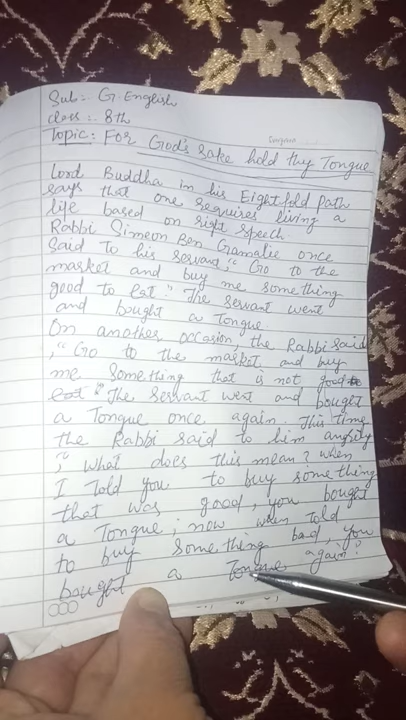 Sub:- G English
class :- 8th
Topic: For God's sake hold thy Tongue
Lord Buddha in his Eightfold Path
says that one requires living a
life based on right speech.
Rabbi Simeon Ben Gamalie once
Said to his servant, "Go to the
market and buy me something
good to Eat." The servant went
and bought a Tongue.
On another occasion, the Rabbi said
,"Go to the market and buy
me something that is not good to
eat." The servant went and bought
a Tongue once again. This time
the Rabbi said to him angrily
", What does this mean? when
I Told you to buy something
that was good, you bought
a Tongue; now when Told
to buy something bad, you
bought a Tongue again?